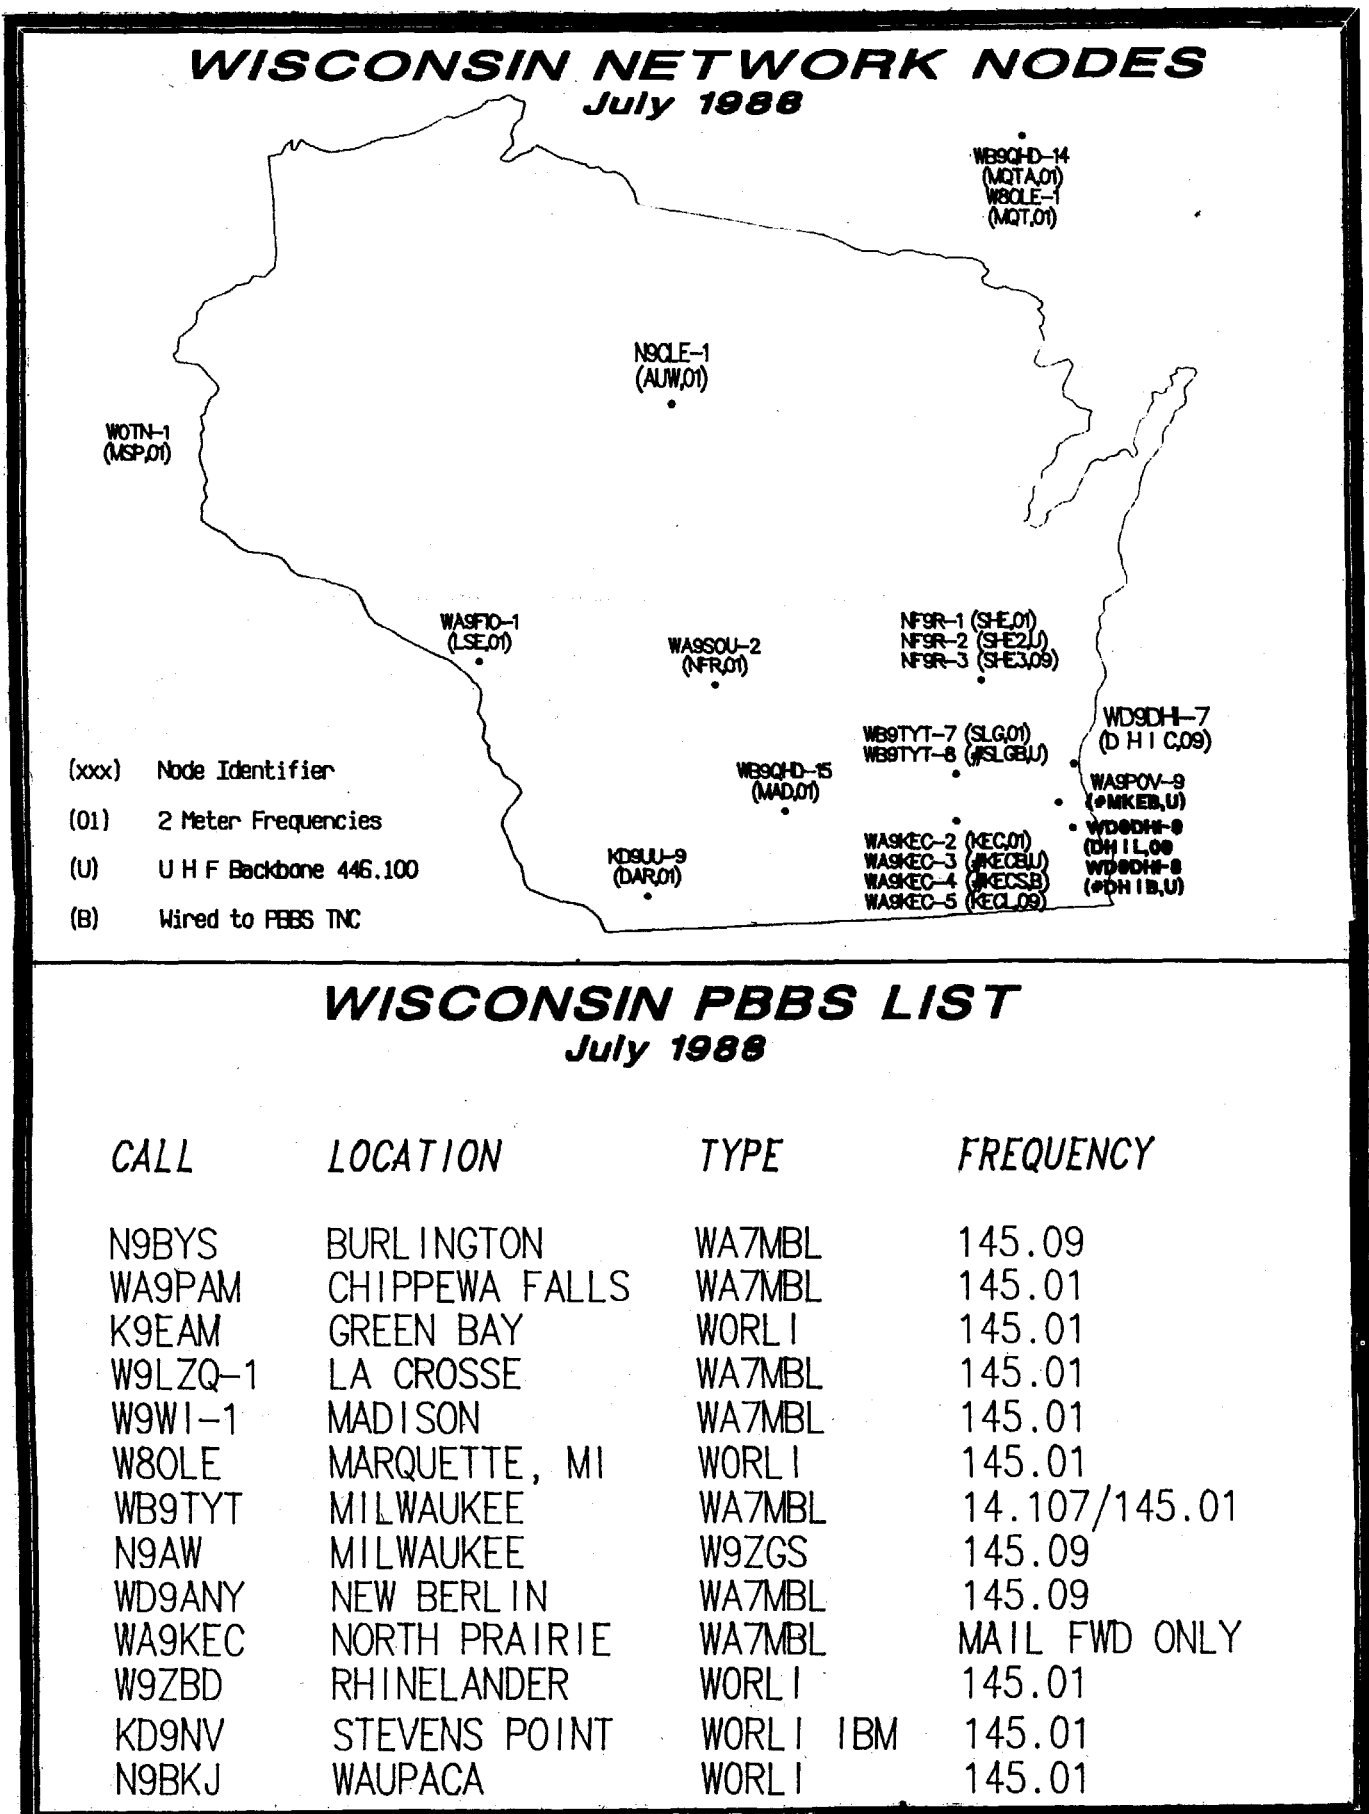 WISCONSIN NETWORK NODES
July 1988
WB9QHD-14
(MQTA,01)
W8OLE-1
(MQT,01)
N9CLE-1
(AUW,01)
W0TN-1
(MSP,01)
WA9FIO-1
(LSE,01)
WA9SOU-2
(NFR,01)
NF9R-1 (SHE,01)
NF9R-2 (SHE2,U)
NF9R-3 (SHE3,09)
WD9DHI-7
(DHIC,09)
WB9TYT-7 (SLG,01)
WB9TYT-8 (#SLGB,U)
WB9QHD-15
(MAD,01)
WA9POV-9
(#MKEB,U)
WD9DHI-9
(DHIL,09
WD9DHI-8
(#DHIB,U)
WA9KEC-2 (KEC,01)
WA9KEC-3 (#KECB,U)
WA9KEC-4 (#KECS,B)
WA9KEC-5 (KECL,09)
KD9UU-9
(DAR,01)
(xxx) Node Identifier
(01) 2 Meter Frequencies
(U) UHF Backbone 446.100
(B) Wired to PBBS TNC
WISCONSIN PBBS LIST
July 1988
CALL LOCATION TYPE FREQUENCY
N9BYS BURLINGTON WA7MBL 145.09
WA9PAM CHIPPEWA FALLS WA7MBL 145.01
K9EAM GREEN BAY WORLI 145.01
W9LZQ-1 LA CROSSE WA7MBL 145.01
W9WI-1 MADISON WA7MBL 145.01
W8OLE MARQUETTE, MI WORLI 145.01
WB9TYT MILWAUKEE WA7MBL 14.107/145.01
N9AW MILWAUKEE W9ZGS 145.09
WD9ANY NEW BERLIN WA7MBL 145.09
WA9KEC NORTH PRAIRIE WA7MBL MAIL FWD ONLY
W9ZBD RHINELANDER WORLI 145.01
KD9NV STEVENS POINT WORLI IBM 145.01
N9BKJ WAUPACA WORLI 145.01